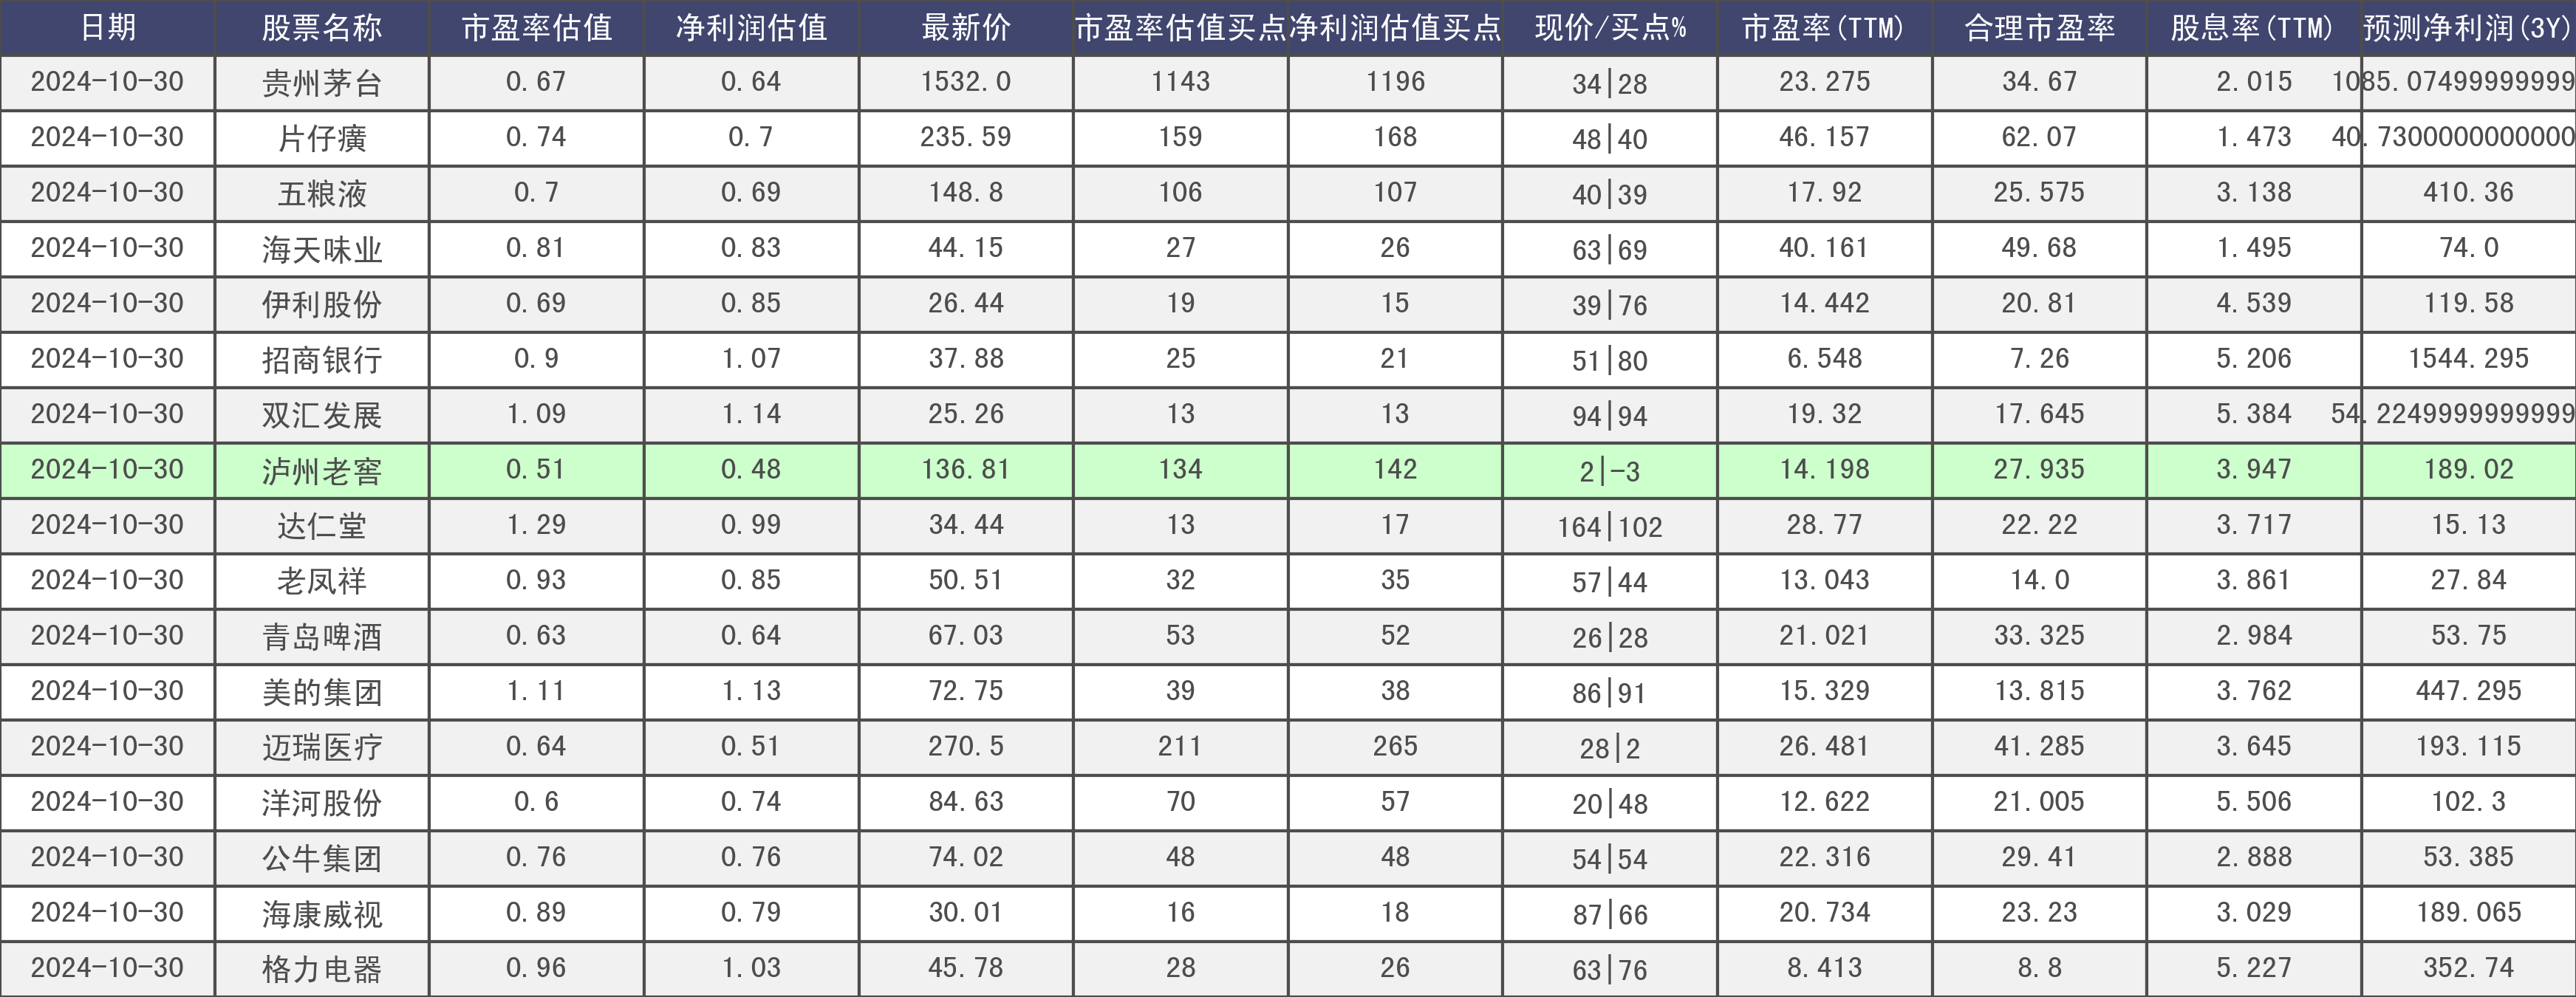 日期 股票名称 市盈率估值 净利润估值 最新价 市盈率估值买点 净利润估值买点 现价/买点% 市盈率(TTM) 合理市盈率 股息率(TTM) 预测净利润(3Y)
2024-10-30 贵州茅台 0.67 0.64 1532.0 1143 1196 34|28 23.275 34.67 2.015 1085.07499999999
2024-10-30 片仔癀 0.74 0.7 235.59 159 168 48|40 46.157 62.07 1.473 40.7300000000000
2024-10-30 五粮液 0.7 0.69 148.8 106 107 40|39 17.92 25.575 3.138 410.36
2024-10-30 海天味业 0.81 0.83 44.15 27 26 63|69 40.161 49.68 1.495 74.0
2024-10-30 伊利股份 0.69 0.85 26.44 19 15 39|76 14.442 20.81 4.539 119.58
2024-10-30 招商银行 0.9 1.07 37.88 25 21 51|80 6.548 7.26 5.206 1544.295
2024-10-30 双汇发展 1.09 1.14 25.26 13 13 94|94 19.32 17.645 5.384 54.2249999999999
2024-10-30 泸州老窖 0.51 0.48 136.81 134 142 2|-3 14.198 27.935 3.947 189.02
2024-10-30 达仁堂 1.29 0.99 34.44 13 17 164|102 28.77 22.22 3.717 15.13
2024-10-30 老凤祥 0.93 0.85 50.51 32 35 57|44 13.043 14.0 3.861 27.84
2024-10-30 青岛啤酒 0.63 0.64 67.03 53 52 26|28 21.021 33.325 2.984 53.75
2024-10-30 美的集团 1.11 1.13 72.75 39 38 86|91 15.329 13.815 3.762 447.295
2024-10-30 迈瑞医疗 0.64 0.51 270.5 211 265 28|2 26.481 41.285 3.645 193.115
2024-10-30 洋河股份 0.6 0.74 84.63 70 57 20|48 12.622 21.005 5.506 102.3
2024-10-30 公牛集团 0.76 0.76 74.02 48 48 54|54 22.316 29.41 2.888 53.385
2024-10-30 海康威视 0.89 0.79 30.01 16 18 87|66 20.734 23.23 3.029 189.065
2024-10-30 格力电器 0.96 1.03 45.78 28 26 63|76 8.413 8.8 5.227 352.74